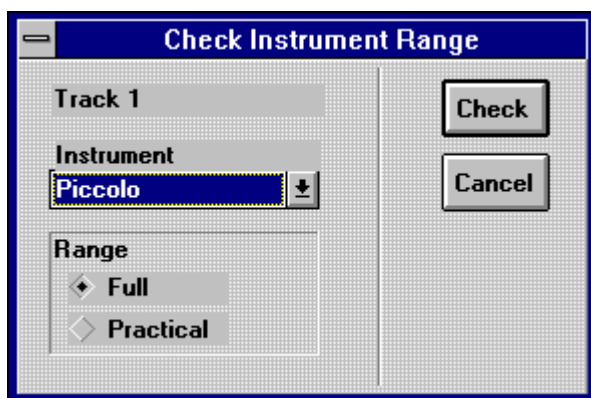 Check Instrument Range
Track 1
Instrument
Piccolo
Range
Full
Practical
Check
Cancel